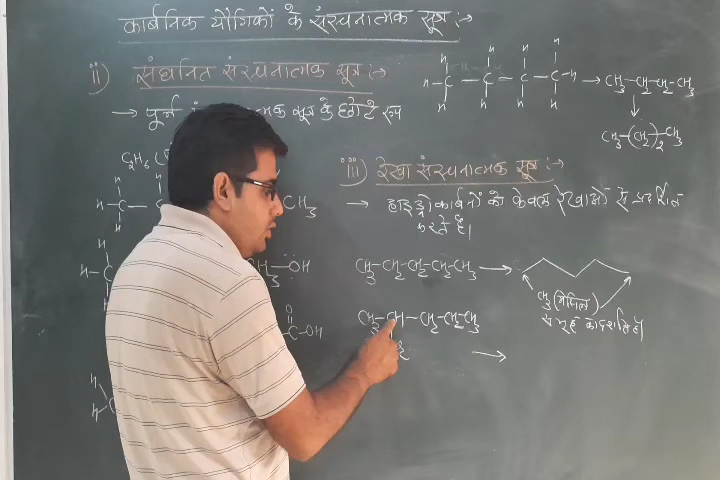 कार्बनिक यौगिकों के संरचनात्मक सूत्र :-
ii) संघनित संरचनात्मक सूत्र :-
→ पूर्ण
सूत्र के छोटे रूप
H H H H
H-C-C-C-C-H → CH3-CH2-CH2-CH3
H H H H
↓
CH3-(CH2)2-CH3
C2H6
CH3
OH
O
C-OH
iii) रेखा संरचनात्मक सूत्र :-
→ हाइड्रोकार्बनों को केवल रेखाओं से प्रदर्शित
करते है।
CH3-CH2-CH2-CH2-CH3 →
CH3 (मेथिल)
समूह को दर्शाते है।
CH3-CH-CH2-CH2-CH3
→